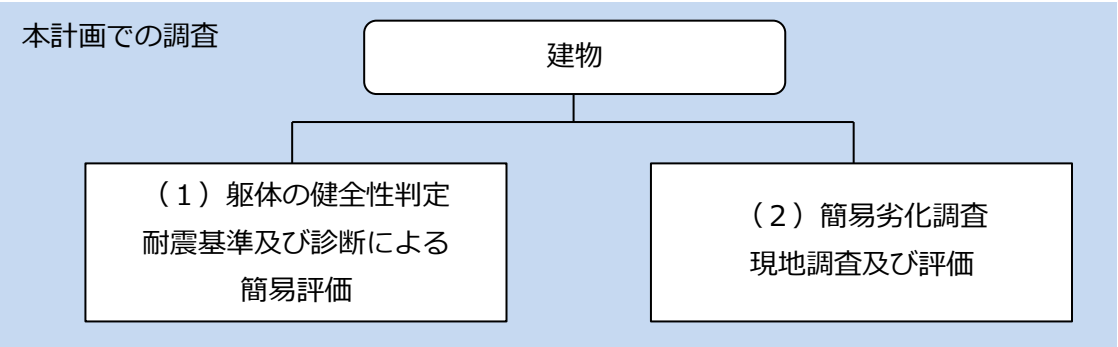 本計画での調査
建物
（１）躯体の健全性判定
耐震基準及び診断による
簡易評価
（２）簡易劣化調査
現地調査及び評価